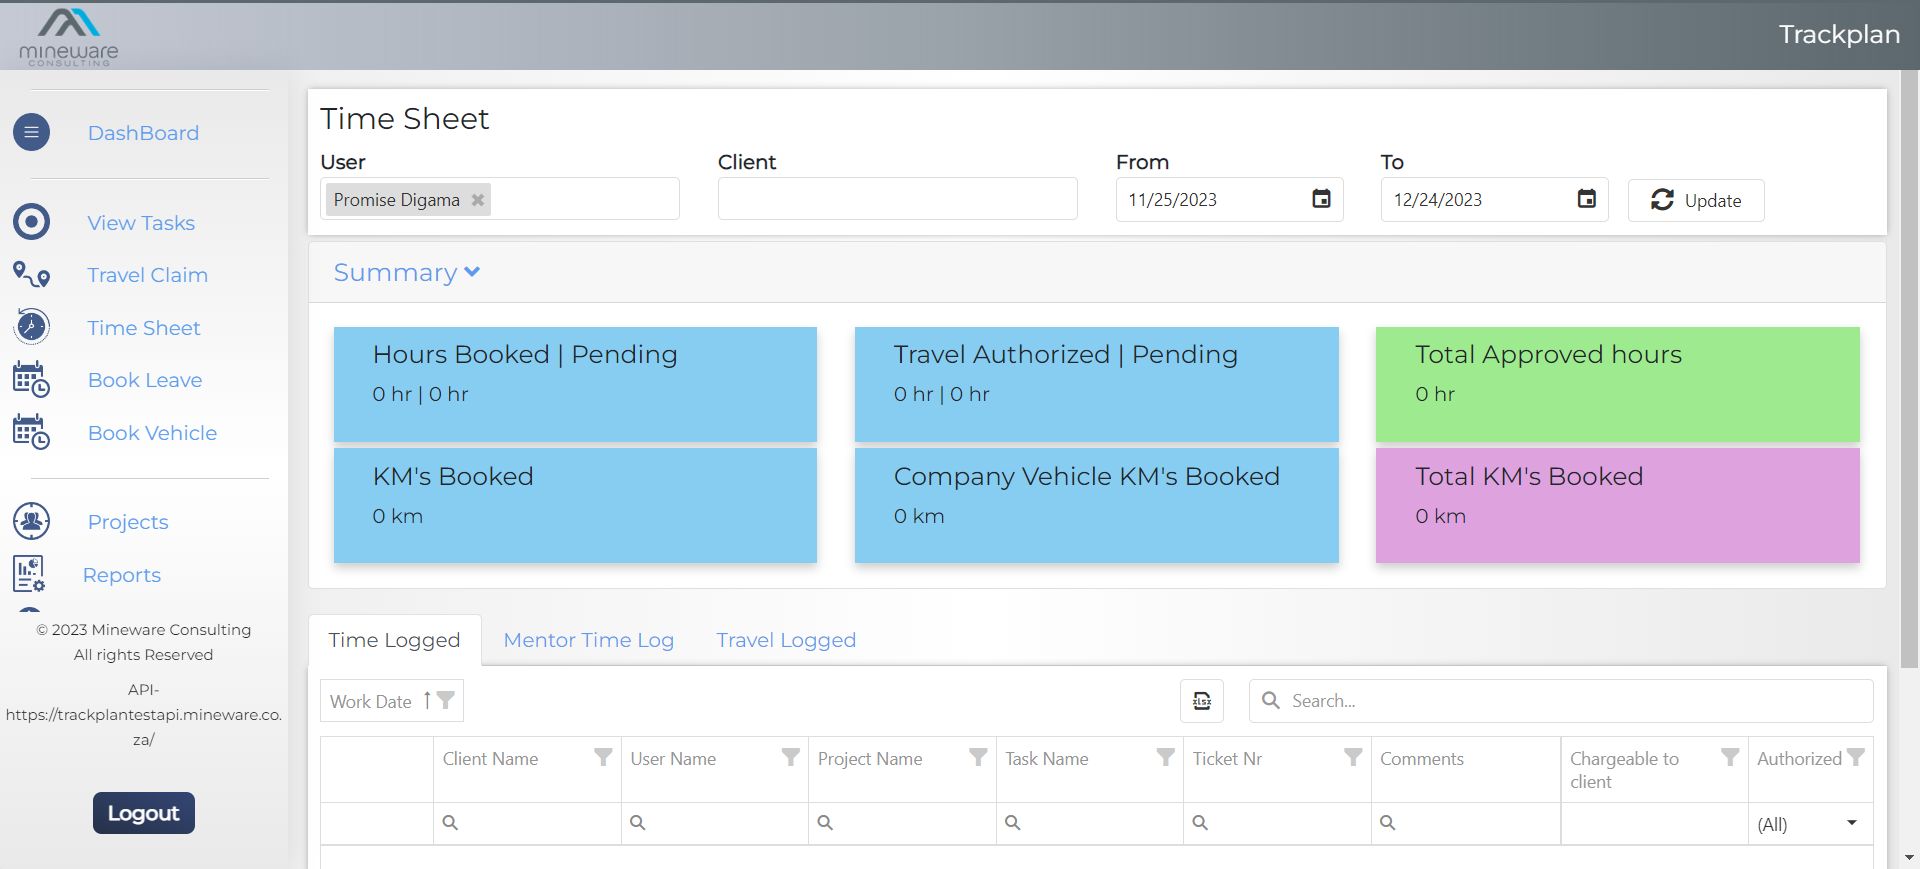 mineware
CONSULTING
Trackplan
DashBoard
View Tasks
Travel Claim
Time Sheet
Book Leave
Book Vehicle
Projects
Reports
© 2023 Mineware Consulting
All rights Reserved
API-
https://trackplantestapi.mineware.co.
za/
Logout
Time Sheet
User
Client
From
To
Promise Digama
11/25/2023
12/24/2023
Update
Summary
Hours Booked | Pending
0 hr | 0 hr
Travel Authorized | Pending
0 hr | 0 hr
Total Approved hours
0 hr
KM's Booked
0 km
Company Vehicle KM's Booked
0 km
Total KM's Booked
0 km
Time Logged
Mentor Time Log
Travel Logged
Work Date
xlsx
Search...
Client Name
User Name
Project Name
Task Name
Ticket Nr
Comments
Chargeable to
client
Authorized
(All)